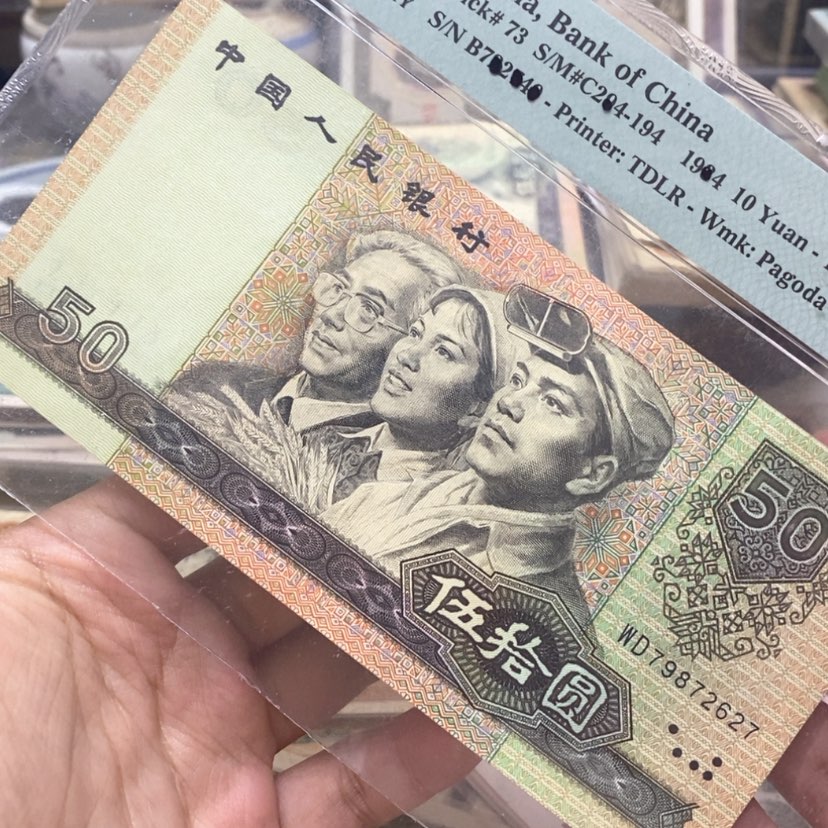 Bank of China
73 S/M#C204-194 1984 10 Yuan -
S/N B702540 - Printer: TDLR - Wmk: Pagoda
中国人民银行
50
50
伍拾圆
WD79872627